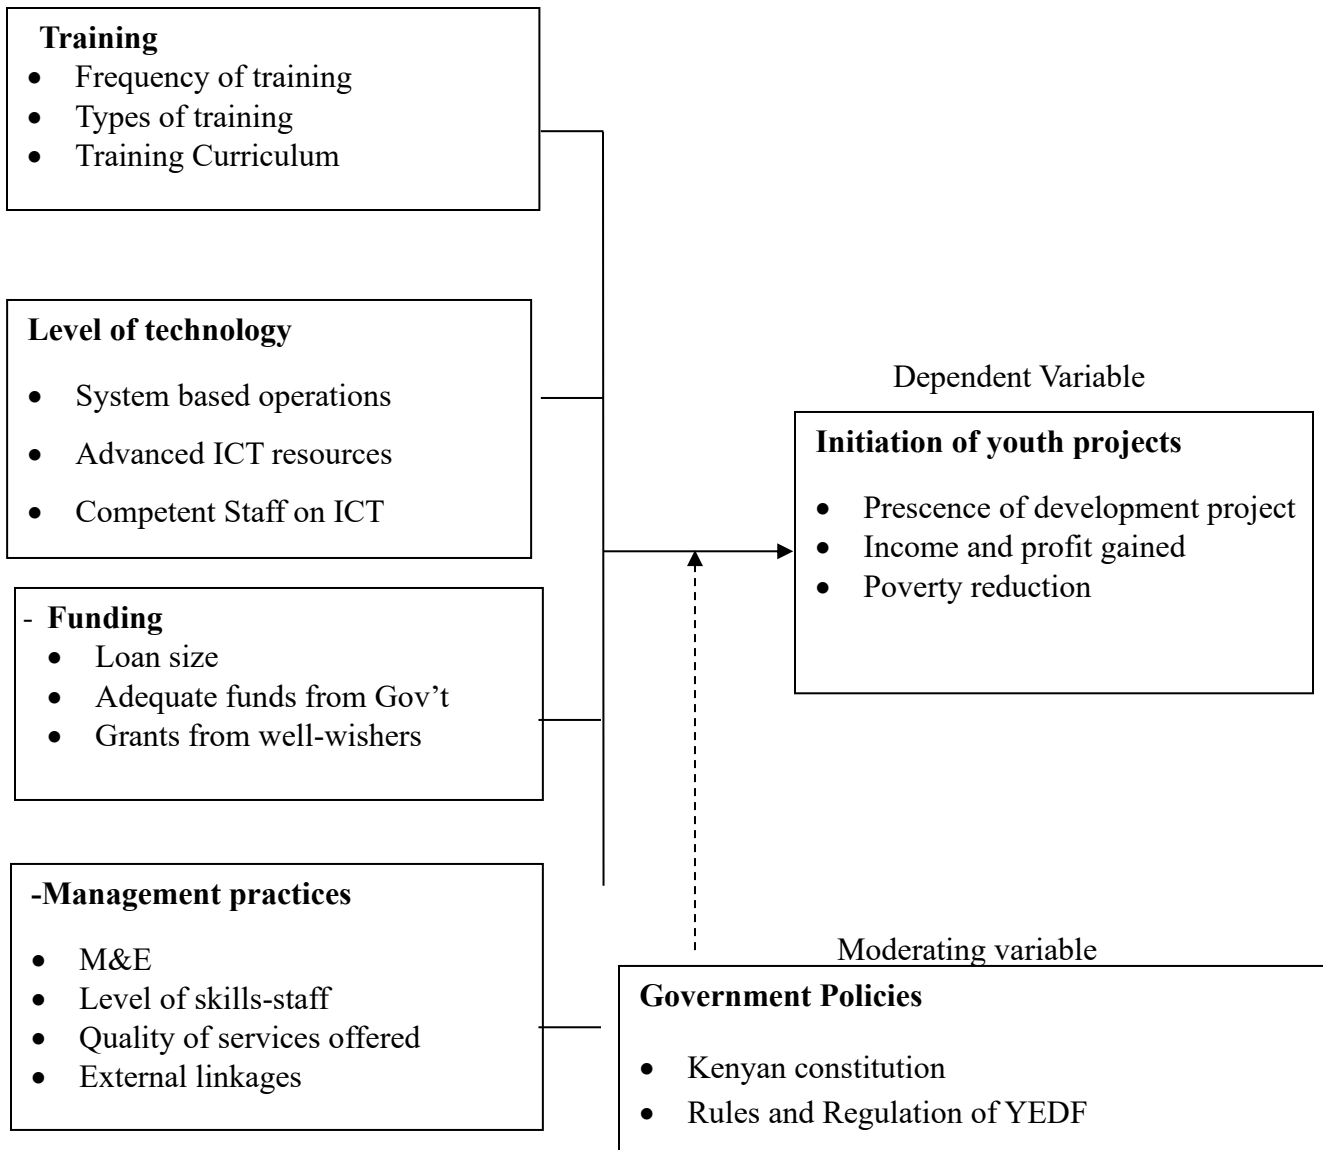 Training
• Frequency of training
• Types of training
• Training Curriculum
Level of technology
• System based operations
• Advanced ICT resources
• Competent Staff on ICT
- Funding
• Loan size
• Adequate funds from Gov’t
• Grants from well-wishers
-Management practices
• M&E
• Level of skills-staff
• Quality of services offered
• External linkages
Dependent Variable
Initiation of youth projects
• Prescence of development project
• Income and profit gained
• Poverty reduction
Moderating variable
Government Policies
• Kenyan constitution
• Rules and Regulation of YEDF